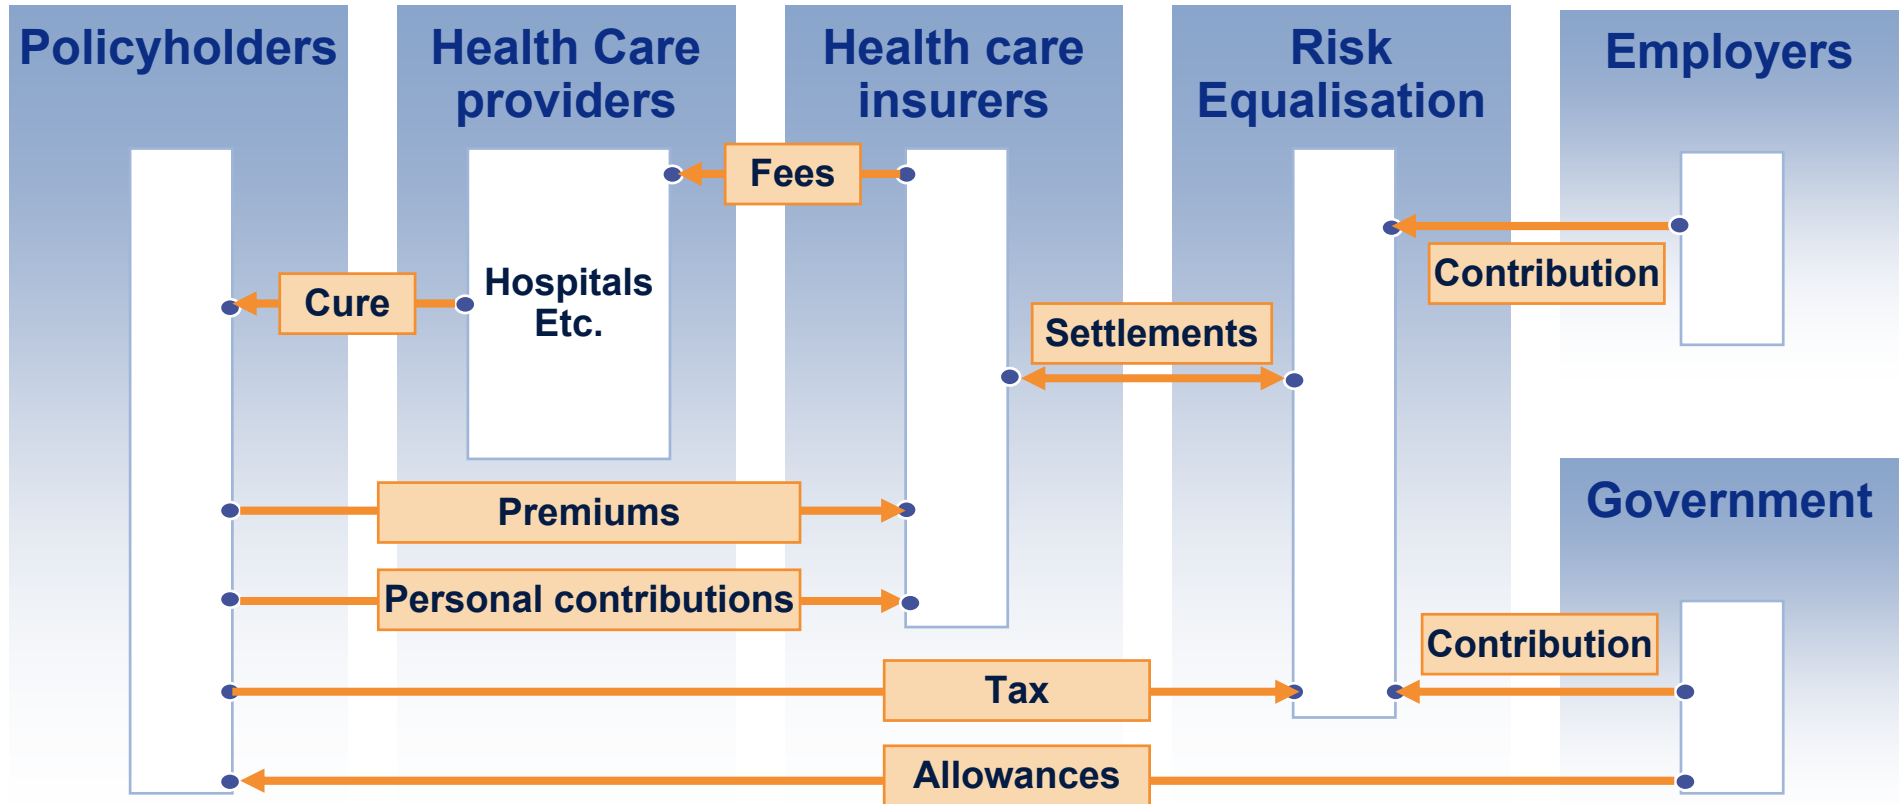 Policyholders
Health Care
providers
Health care
insurers
Risk
Equalisation
Employers
Fees
Contribution
Hospitals
Etc.
Cure
Settlements
Government
Premiums
Personal contributions
Contribution
Tax
Allowances